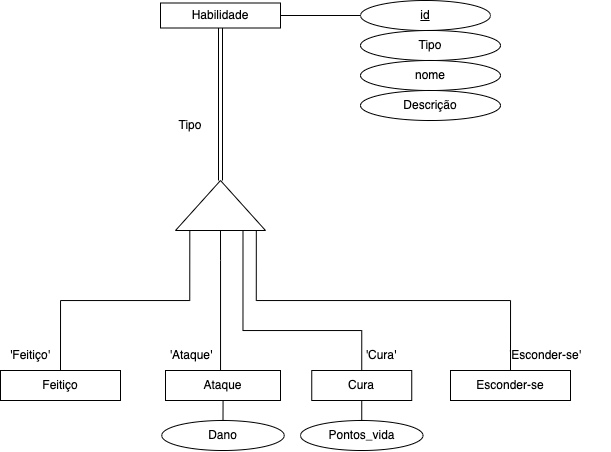 Habilidade
id
Tipo
nome
Descrição
Tipo
'Feitiço'
'Ataque'
'Cura'
Esconder-se'
Feitiço
Ataque
Cura
Esconder-se
Dano
Pontos_vida